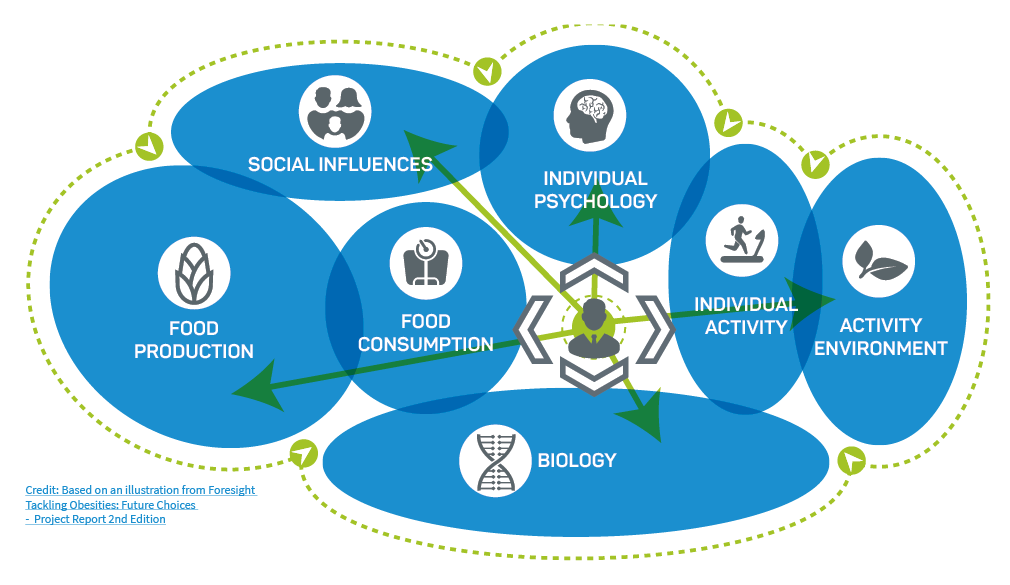 SOCIAL INFLUENCES
INDIVIDUAL
PSYCHOLOGY
FOOD
PRODUCTION
FOOD
CONSUMPTION
INDIVIDUAL
ACTIVITY
ACTIVITY
ENVIRONMENT
BIOLOGY
Credit: Based on an illustration from Foresight
Tackling Obesities: Future Choices
- Project Report 2nd Edition